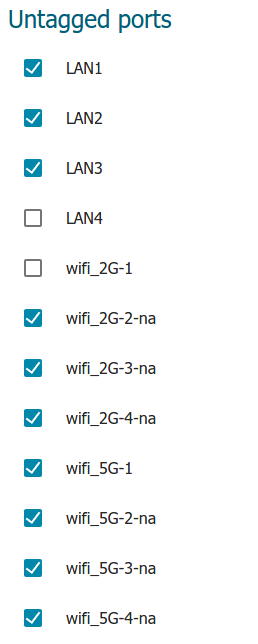 Untagged ports
LAN1
LAN2
LAN3
LAN4
wifi_2G-1
wifi_2G-2-na
wifi_2G-3-na
wifi_2G-4-na
wifi_5G-1
wifi_5G-2-na
wifi_5G-3-na
wifi_5G-4-na